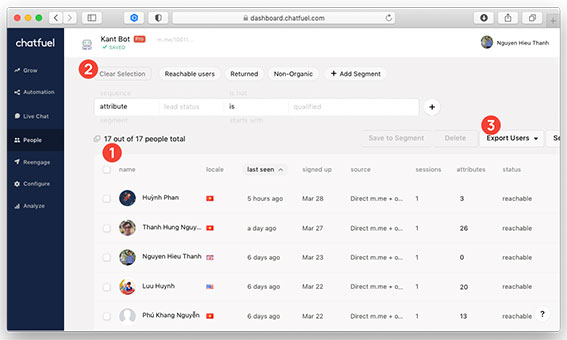 dashboard.chatfuel.com
chatfuel
Kant Bot PRO m.me/10011...
SAVED
Nguyen Hieu Thanh
Grow
Automation
Live Chat
People
Reengage
Configure
Analyze
2
Clear Selection
Reachable users
Returned
Non-Organic
+ Add Segment
sequence is not
attribute lead status is qualified
segment starts with
17 out of 17 people total
3
Save to Segment
Delete
Export Users
Se
1
name locale last seen signed up source sessions attributes status
Huỳnh Phan 5 hours ago Mar 28 Direct m.me + o... 1 3 reachable
Thanh Hung Nguy... a day ago Mar 27 Direct m.me + o... 1 26 reachable
Nguyen Hieu Thanh 6 days ago Mar 23 Direct m.me + o... 1 0 reachable
Luu Huynh 6 days ago Mar 22 Direct m.me + o... 1 20 reachable
Phú Khang Nguyễn 6 days ago Mar 22 Direct m.me + o... 1 13 reachable
?